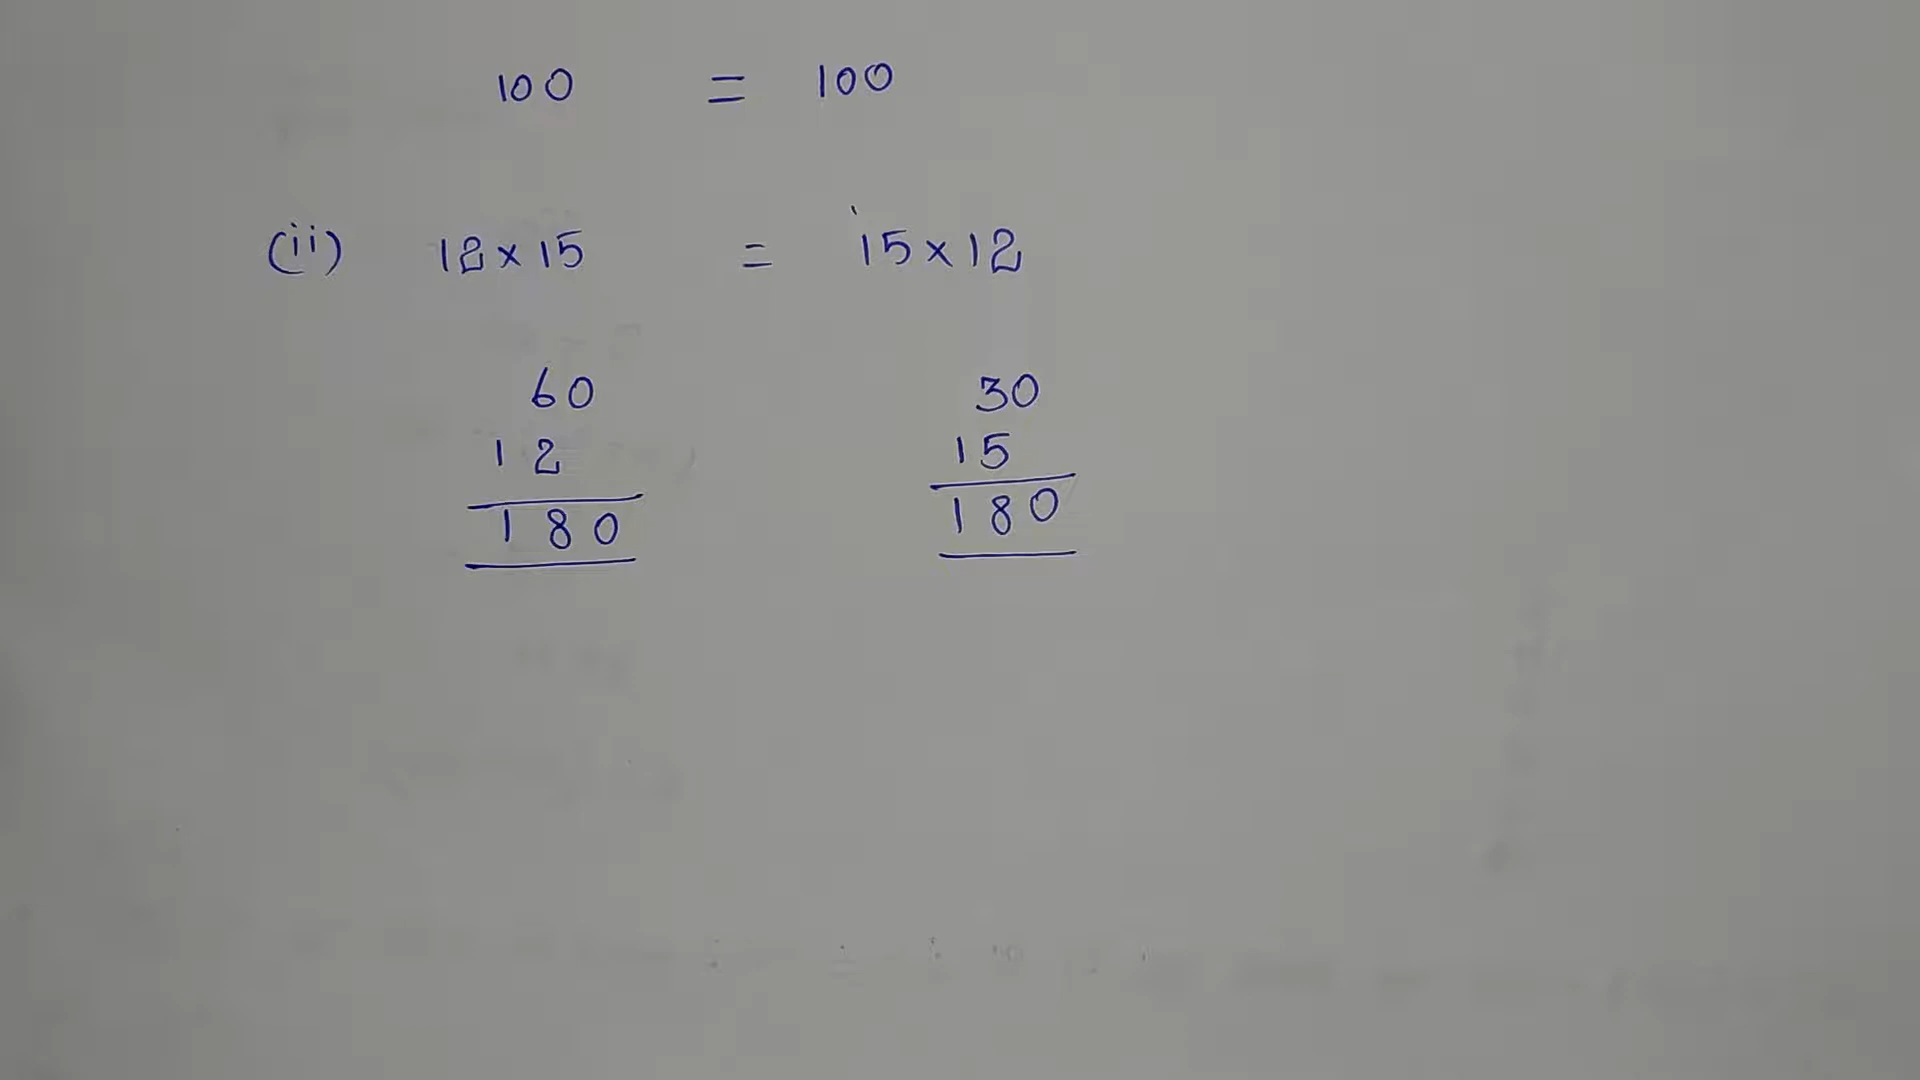 100 = 100
(ii) 12 x 15 = 15 x 12
60 30
12 15
180 180